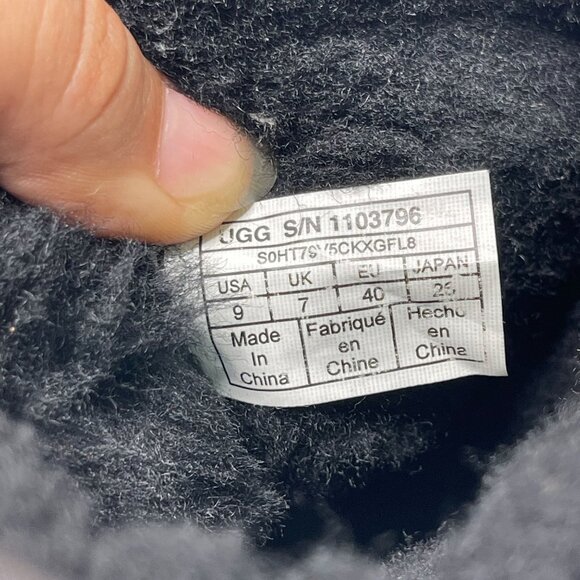 UGG S/N 1103796
USA UK EU JAPAN
9 7 40
Made Fabriqué Hecho
In en en
China Chine China